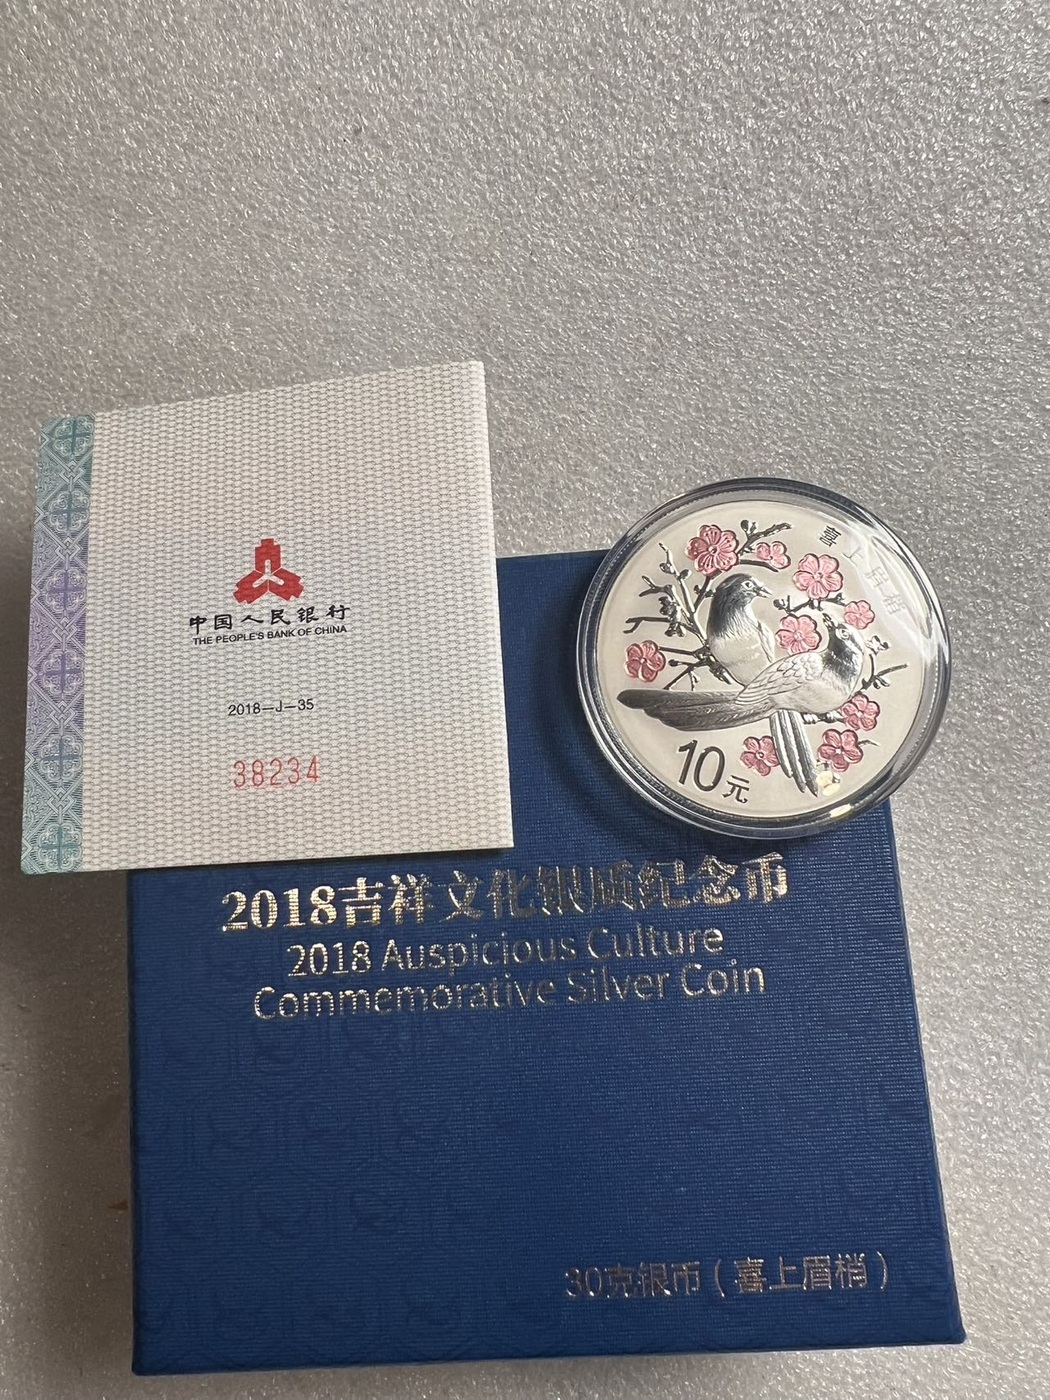 中国人民银行
THE PEOPLE'S BANK OF CHINA
2018-J-35
38234
喜上眉梢
10元
2018吉祥文化银质纪念币
2018 Auspicious Culture
Commemorative Silver Coin
30克银币(喜上眉梢)